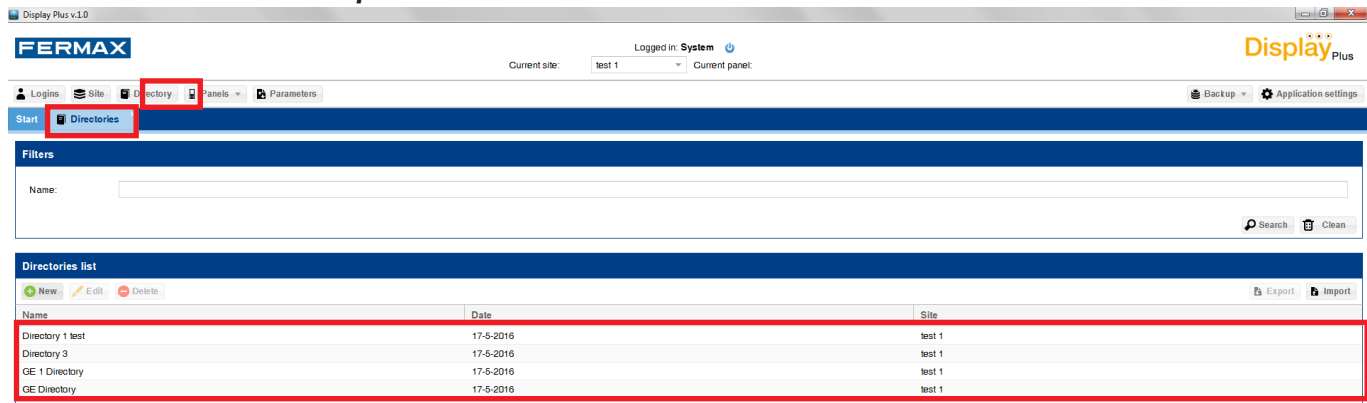 Display Plus v.1.0
FERMAX
Logged in: System
Display Plus
Current site: test 1 Current panel:
Logins Site Directory Panels Parameters Backup Application settings
Start Directories
Filters
Name:
Search Clean
Directories list
New Edit Delete Export Import
Name Date Site
Directory 1 test 17-5-2016 test 1
Directory 3 17-5-2016 test 1
GE 1 Directory 17-5-2016 test 1
GE Directory 17-5-2016 test 1